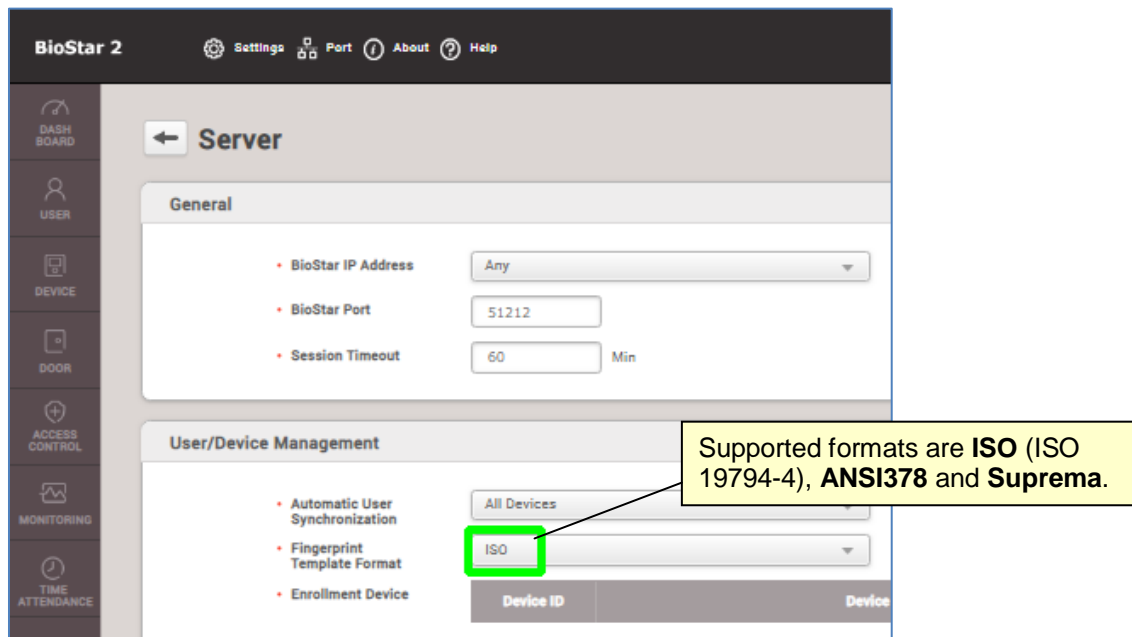 BioStar 2 Settings Port About Help
DASH
BOARD
USER
DEVICE
DOOR
ACCESS
CONTROL
MONITORING
TIME
ATTENDANCE
Server
General
• BioStar IP Address Any
• BioStar Port 51212
• Session Timeout 60 Min
User/Device Management
• Automatic User
Synchronization
All Devices
• Fingerprint
Template Format
ISO
• Enrollment Device Device ID Device
Supported formats are ISO (ISO
19794-4), ANSI378 and Suprema.